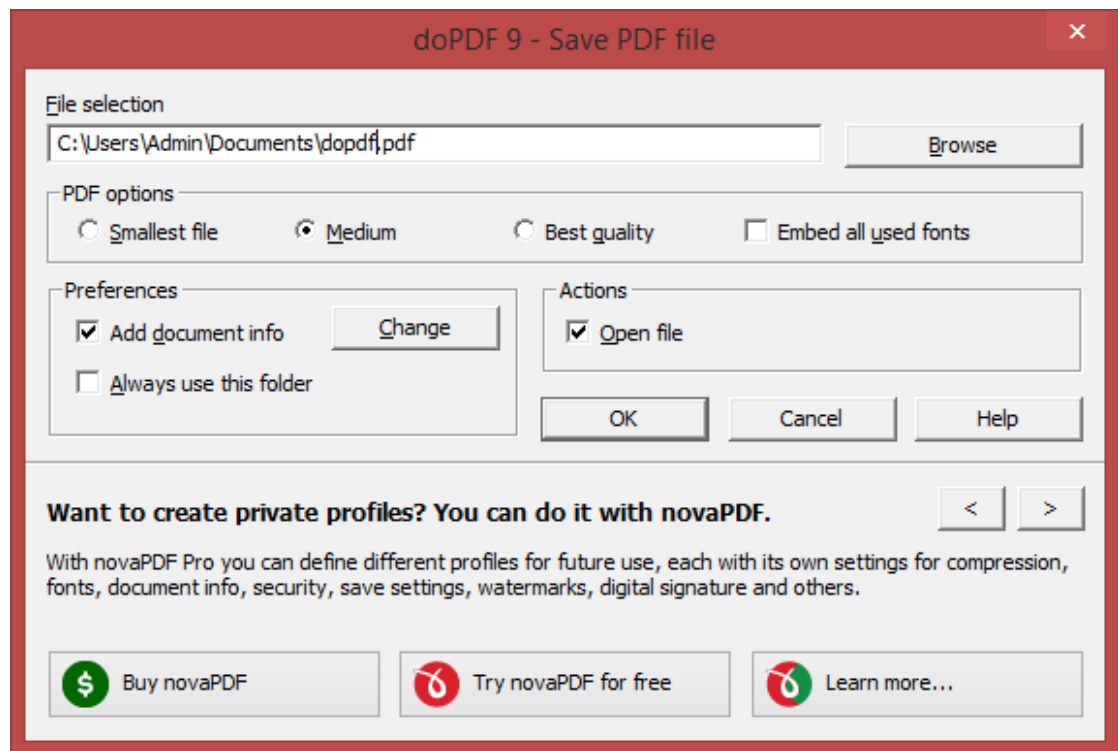 doPDF 9 - Save PDF file
File selection
C:\Users\Admin\Documents\dopdf.pdf
Browse
PDF options
Smallest file
Medium
Best quality
Embed all used fonts
Preferences
Add document info
Change
Always use this folder
Actions
Open file
OK
Cancel
Help
Want to create private profiles? You can do it with novaPDF.
<
>
With novaPDF Pro you can define different profiles for future use, each with its own settings for compression,
fonts, document info, security, save settings, watermarks, digital signature and others.
$
Buy novaPDF
Try novaPDF for free
Learn more...